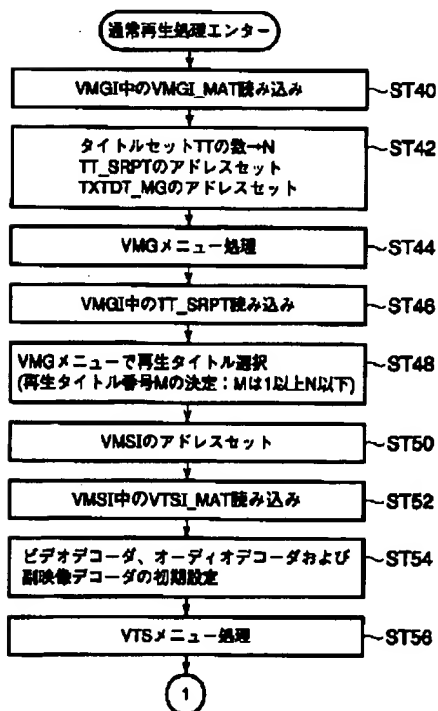 通常再生処理エンター
VMGI中のVMGI_MAT読み込み
ST40
タイトルセットTTの数→N
TT_SRPTのアドレスセット
TXTDT_MGのアドレスセット
ST42
VMGメニュー処理
ST44
VMGI中のTT_SRPT読み込み
ST46
VMGメニューで再生タイトル選択
(再生タイトル番号Mの決定：Mは1以上N以下)
ST48
VMSIのアドレスセット
ST50
VMSI中のVTSI_MAT読み込み
ST52
ビデオデコーダ、オーディオデコーダおよび
副映像デコーダの初期設定
ST54
VTSメニュー処理
ST56
1